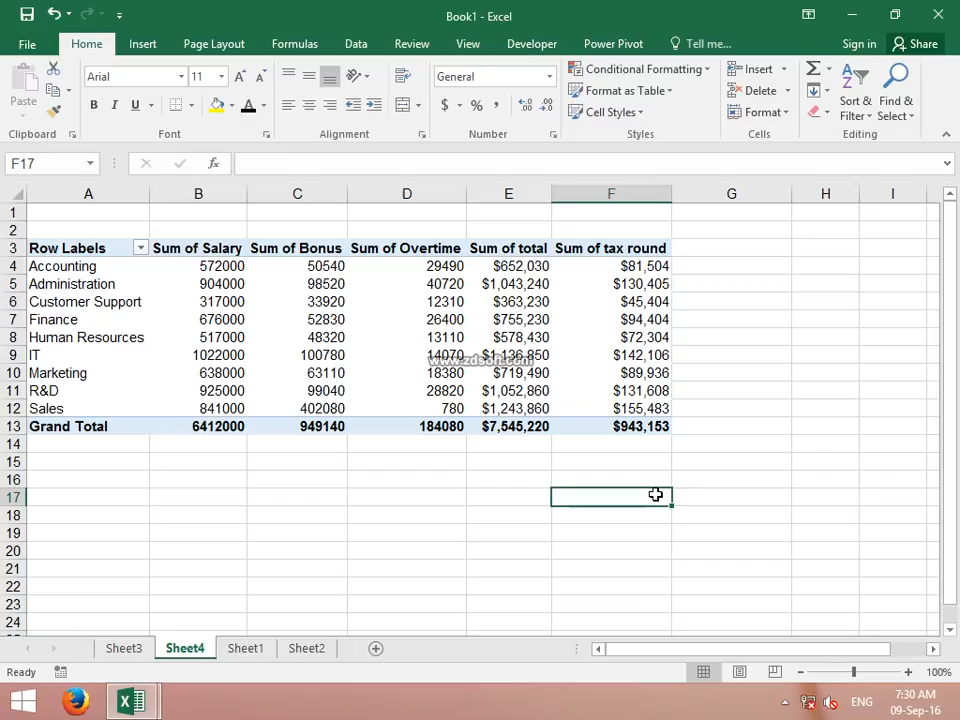 Book1 - Excel
File Home Insert Page Layout Formulas Data Review View Developer Power Pivot Tell me... Sign in Share
Paste
Arial 11
General
Conditional Formatting
Format as Table
Cell Styles
Insert
Delete
Format
Sort & Filter
Find & Select
Clipboard Font Alignment Number Styles Cells Editing
F17 fx
A B C D E F G H I
1
2
3 Row Labels Sum of Salary Sum of Bonus Sum of Overtime Sum of total Sum of tax round
4 Accounting 572000 50540 29490 $652,030 $81,504
5 Administration 904000 98520 40720 $1,043,240 $130,405
6 Customer Support 317000 33920 12310 $363,230 $45,404
7 Finance 676000 52830 26400 $755,230 $94,404
8 Human Resources 517000 48320 13110 $578,430 $72,304
9 IT 1022000 100780 14070 $1,136,850 $142,106
www.zdsoft.com
10 Marketing 638000 63110 18380 $719,490 $89,936
11 R&D 925000 99040 28820 $1,052,860 $131,608
12 Sales 841000 402080 780 $1,243,860 $155,483
13 Grand Total 6412000 949140 184080 $7,545,220 $943,153
14
15
16
17
18
19
20
21
22
23
24
Sheet3 Sheet4 Sheet1 Sheet2
Ready 100%
ENG 7:30 AM
09-Sep-16